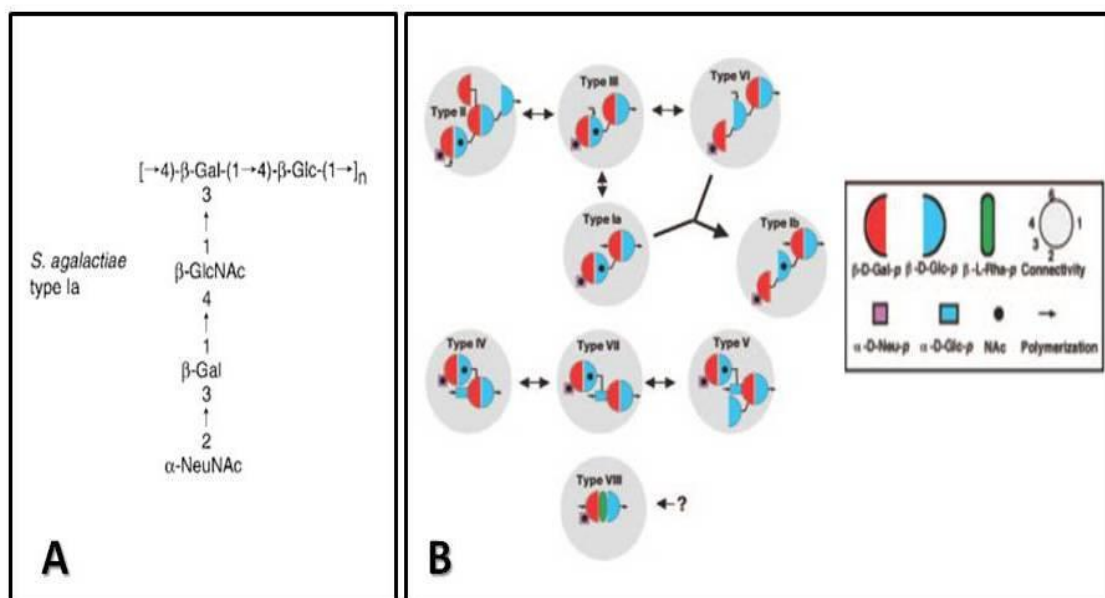 [→4)-β-Gal-(1→4)-β-Glc-(1→]n
3
↑
1
S. agalactiae
type Ia
β-GlcNAc
4
↑
1
β-Gal
3
↑
2
α-NeuNAc
A
Type II
Type III
Type VI
Type Ia
Type Ib
Type IV
Type VII
Type V
Type VIII
←?
B
6
4 1
3
2
β-D-Gal-p β-D-Glc-p β-L-Rha-p Connectivity
α-D-Neu-p α-D-Glc-p NAc Polymerization